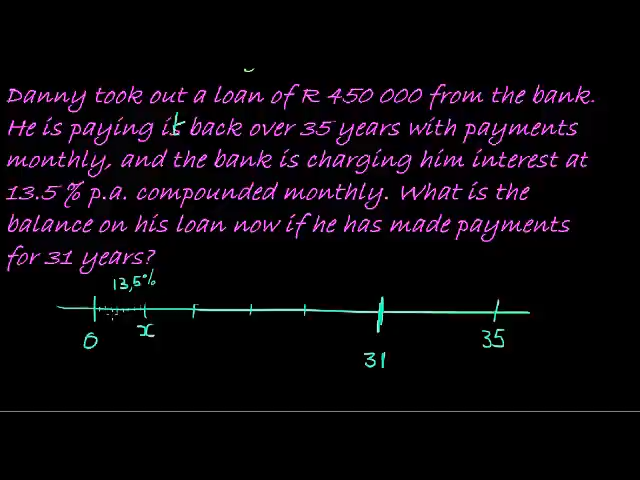 Danny took out a loan of R 450 000 from the bank.
He is paying it back over 35 years with payments
monthly, and the bank is charging him interest at
13.5 % p.a. compounded monthly. What is the
balance on his loan now if he has made payments
for 31 years?
13,5%
0 x 31 35